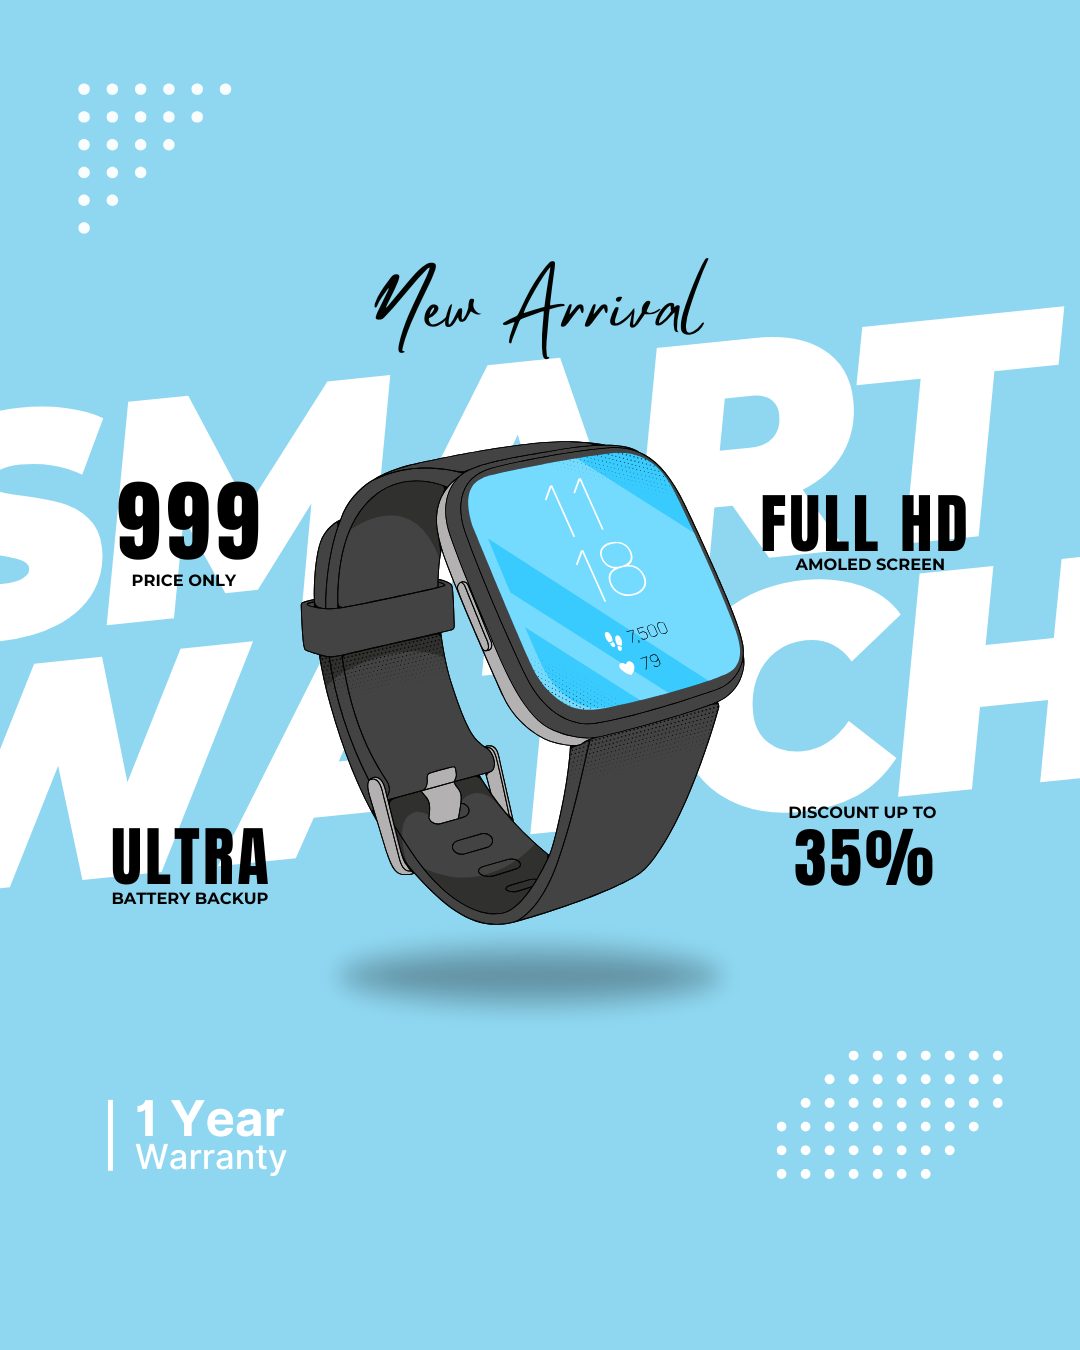 New Arrival
SMART
WATCH
999
PRICE ONLY
FULL HD
AMOLED SCREEN
11
18
7,500
79
ULTRA
BATTERY BACKUP
DISCOUNT UP TO
35%
1 Year
Warranty